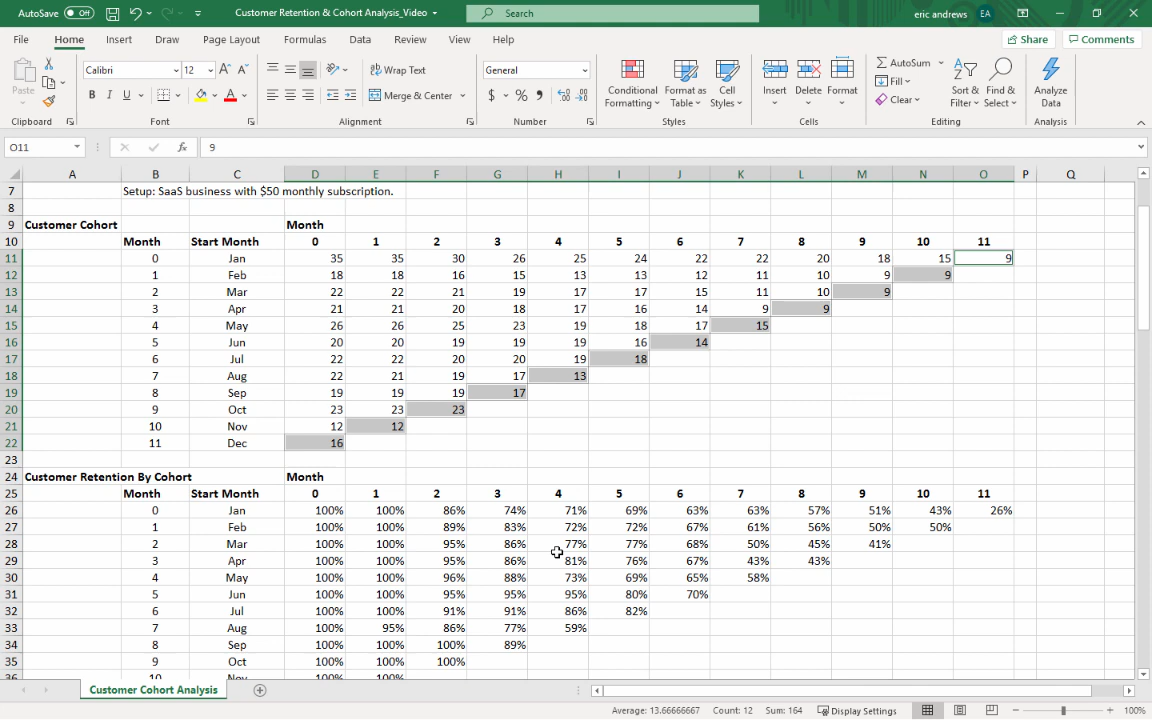 AutoSave Off Customer Retention & Cohort Analysis_Video Search eric andrews EA
File Home Insert Draw Page Layout Formulas Data Review View Help Share Comments
Paste Calibri 12 A A Wrap Text General Conditional Format as Cell Insert Delete Format AutoSum Sort & Find & Analyze
B I U A Merge & Center $ % , Formatting Table Styles Fill Clear Filter Select Data
Clipboard Font Alignment Number Styles Cells Editing Analysis
O11 fx 9
A B C D E F G H I J K L M N O P Q
7 Setup: SaaS business with $50 monthly subscription.
8
9 Customer Cohort Month
10 Month Start Month 0 1 2 3 4 5 6 7 8 9 10 11
11 0 Jan 35 35 30 26 25 24 22 22 20 18 15 9
12 1 Feb 18 18 16 15 13 13 12 11 10 9 9
13 2 Mar 22 22 21 19 17 17 15 11 10 9
14 3 Apr 21 21 20 18 17 16 14 9 9
15 4 May 26 26 25 23 19 18 17 15
16 5 Jun 20 20 19 19 19 16 14
17 6 Jul 22 22 20 20 19 18
18 7 Aug 22 21 19 17 13
19 8 Sep 19 19 19 17
20 9 Oct 23 23 23
21 10 Nov 12 12
22 11 Dec 16
23
24 Customer Retention By Cohort Month
25 Month Start Month 0 1 2 3 4 5 6 7 8 9 10 11
26 0 Jan 100% 100% 86% 74% 71% 69% 63% 63% 57% 51% 43% 26%
27 1 Feb 100% 100% 89% 83% 72% 72% 67% 61% 56% 50% 50%
28 2 Mar 100% 100% 95% 86% 77% 77% 68% 50% 45% 41%
29 3 Apr 100% 100% 95% 86% 81% 76% 67% 43% 43%
30 4 May 100% 100% 96% 88% 73% 69% 65% 58%
31 5 Jun 100% 100% 95% 95% 95% 80% 70%
32 6 Jul 100% 100% 91% 91% 86% 82%
33 7 Aug 100% 95% 86% 77% 59%
34 8 Sep 100% 100% 100% 89%
35 9 Oct 100% 100% 100%
36 10 Nov 100% 100%
Customer Cohort Analysis
Average: 13.66666667 Count: 12 Sum: 164 Display Settings 100%